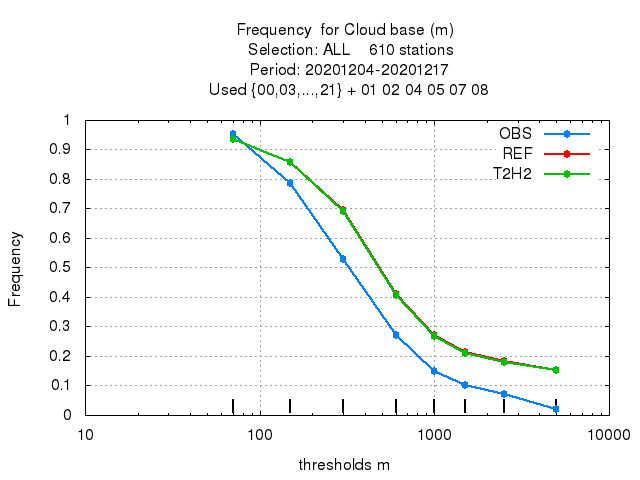 Frequency  for Cloud base (m)
Selection: ALL    610 stations
Period: 20201204-20201217
Used {00,03,...,21} + 01 02 04 05 07 08
OBS
REF
T2H2
1
0.9
0.8
0.7
0.6
0.5
0.4
0.3
0.2
0.1
0
Frequency
10 100 1000 10000
thresholds m